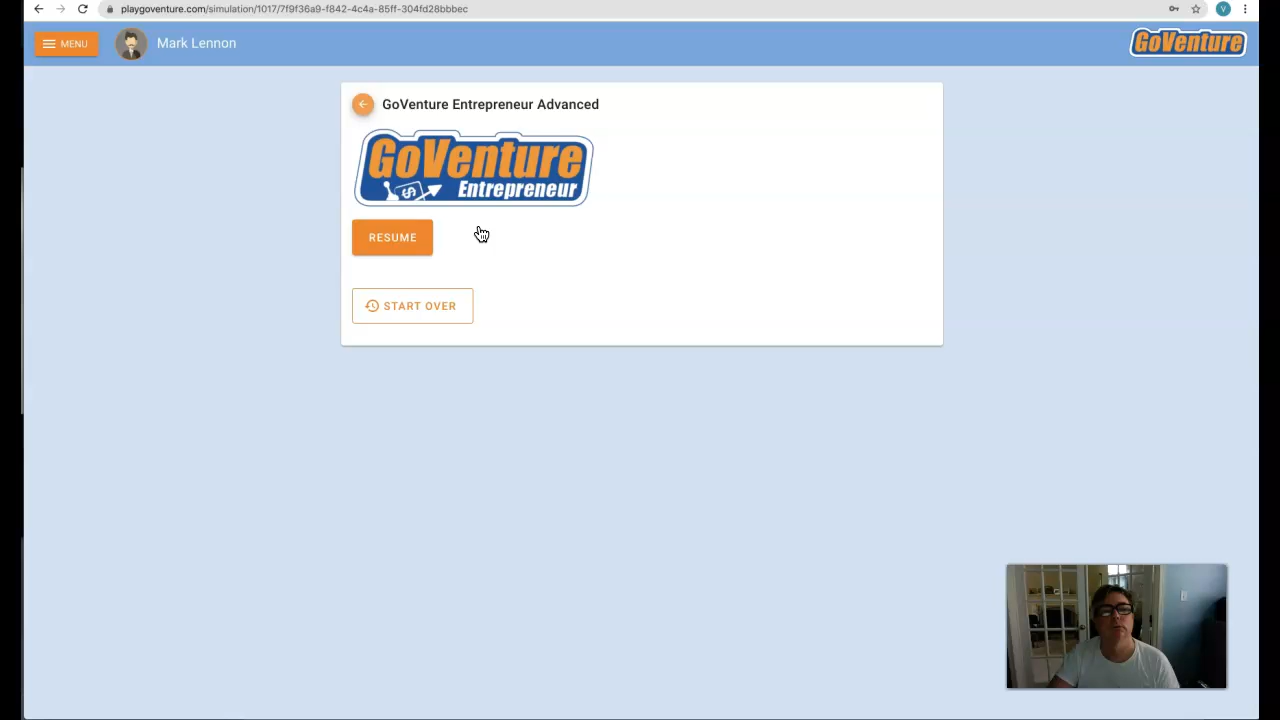 playgoventure.com/simulation/1017/7f9f36a9-f842-4c4a-85ff-304fd28bbbec
V
MENU
Mark Lennon
GoVenture
GoVenture Entrepreneur Advanced
GoVenture
$ Entrepreneur
RESUME
START OVER